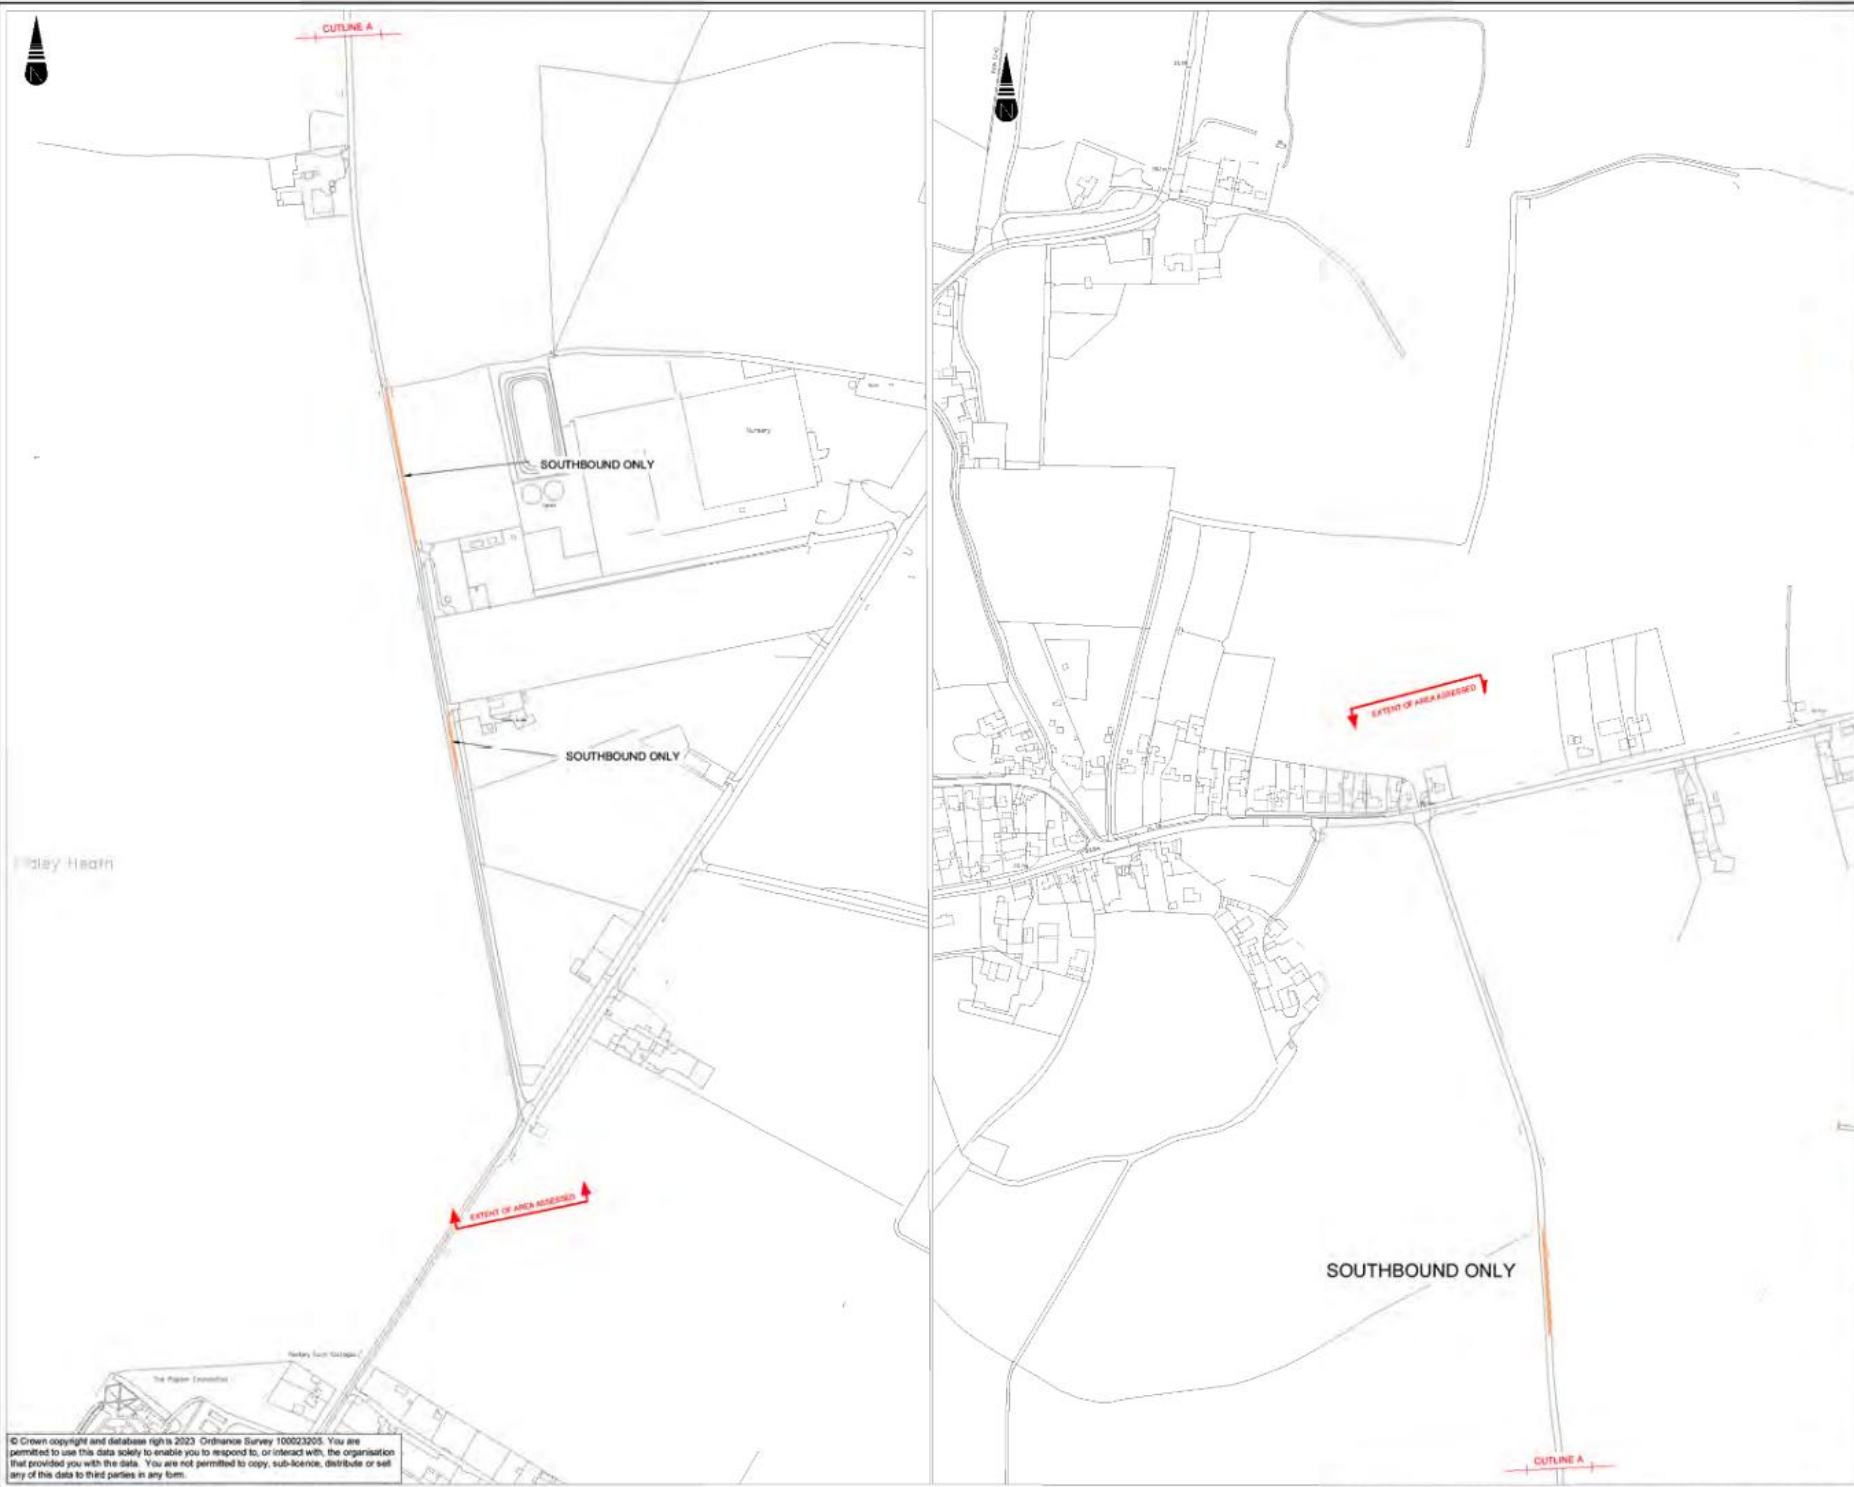 CUTLINE A
N
SOUTHBOUND ONLY
Nursery
SOUTHBOUND ONLY
Heath
EXTENT OF AREA ASSESSED
© Crown copyright and database rights 2023 Ordnance Survey 100023205. You are
permitted to use this data solely to enable you to respond to, or interact with, the organisation
that provided you with the data. You are not permitted to copy, sub-licence, distribute or sell
any of this data to third parties in any form.
N
EXTENT OF AREA ASSESSED
SOUTHBOUND ONLY
CUTLINE A